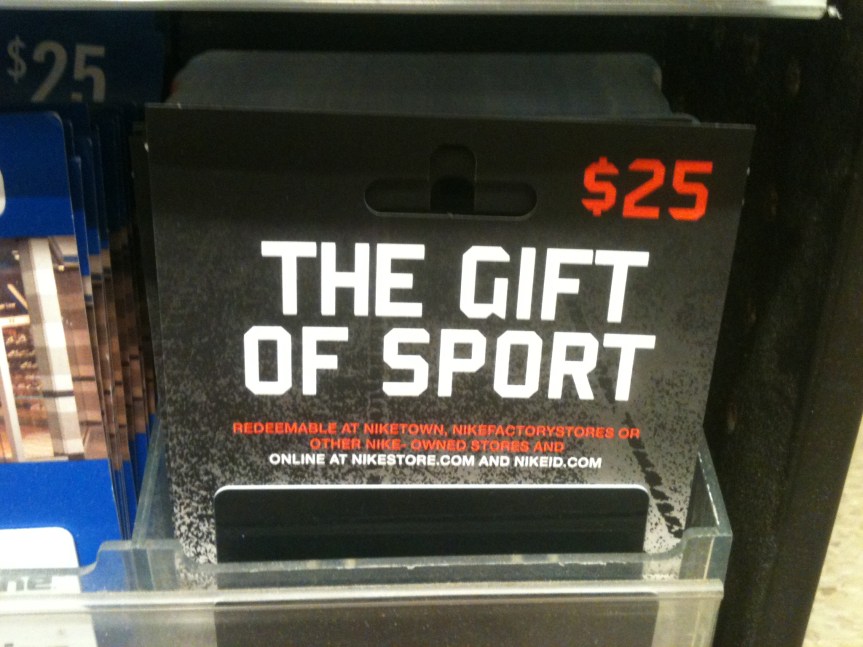 $25
$25
THE GIFT
OF SPORT
REDEEMABLE AT NIKETOWN, NIKEFACTORYSTORES OR
OTHER NIKE- OWNED STORES AND
ONLINE AT NIKESTORE.COM AND NIKEID.COM